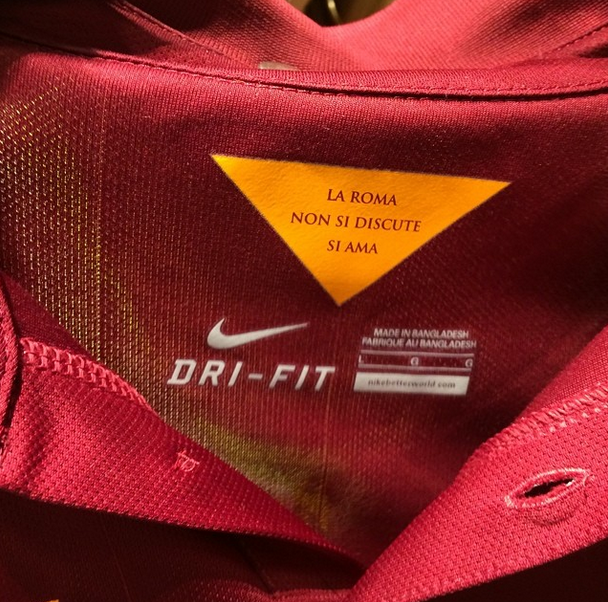 LA ROMA
NON SI DISCUTE
SI AMA
DRI-FIT
MADE IN BANGLADESH
FABRIQUE AU BANGLADESH
L G G
nikebetterworld.com